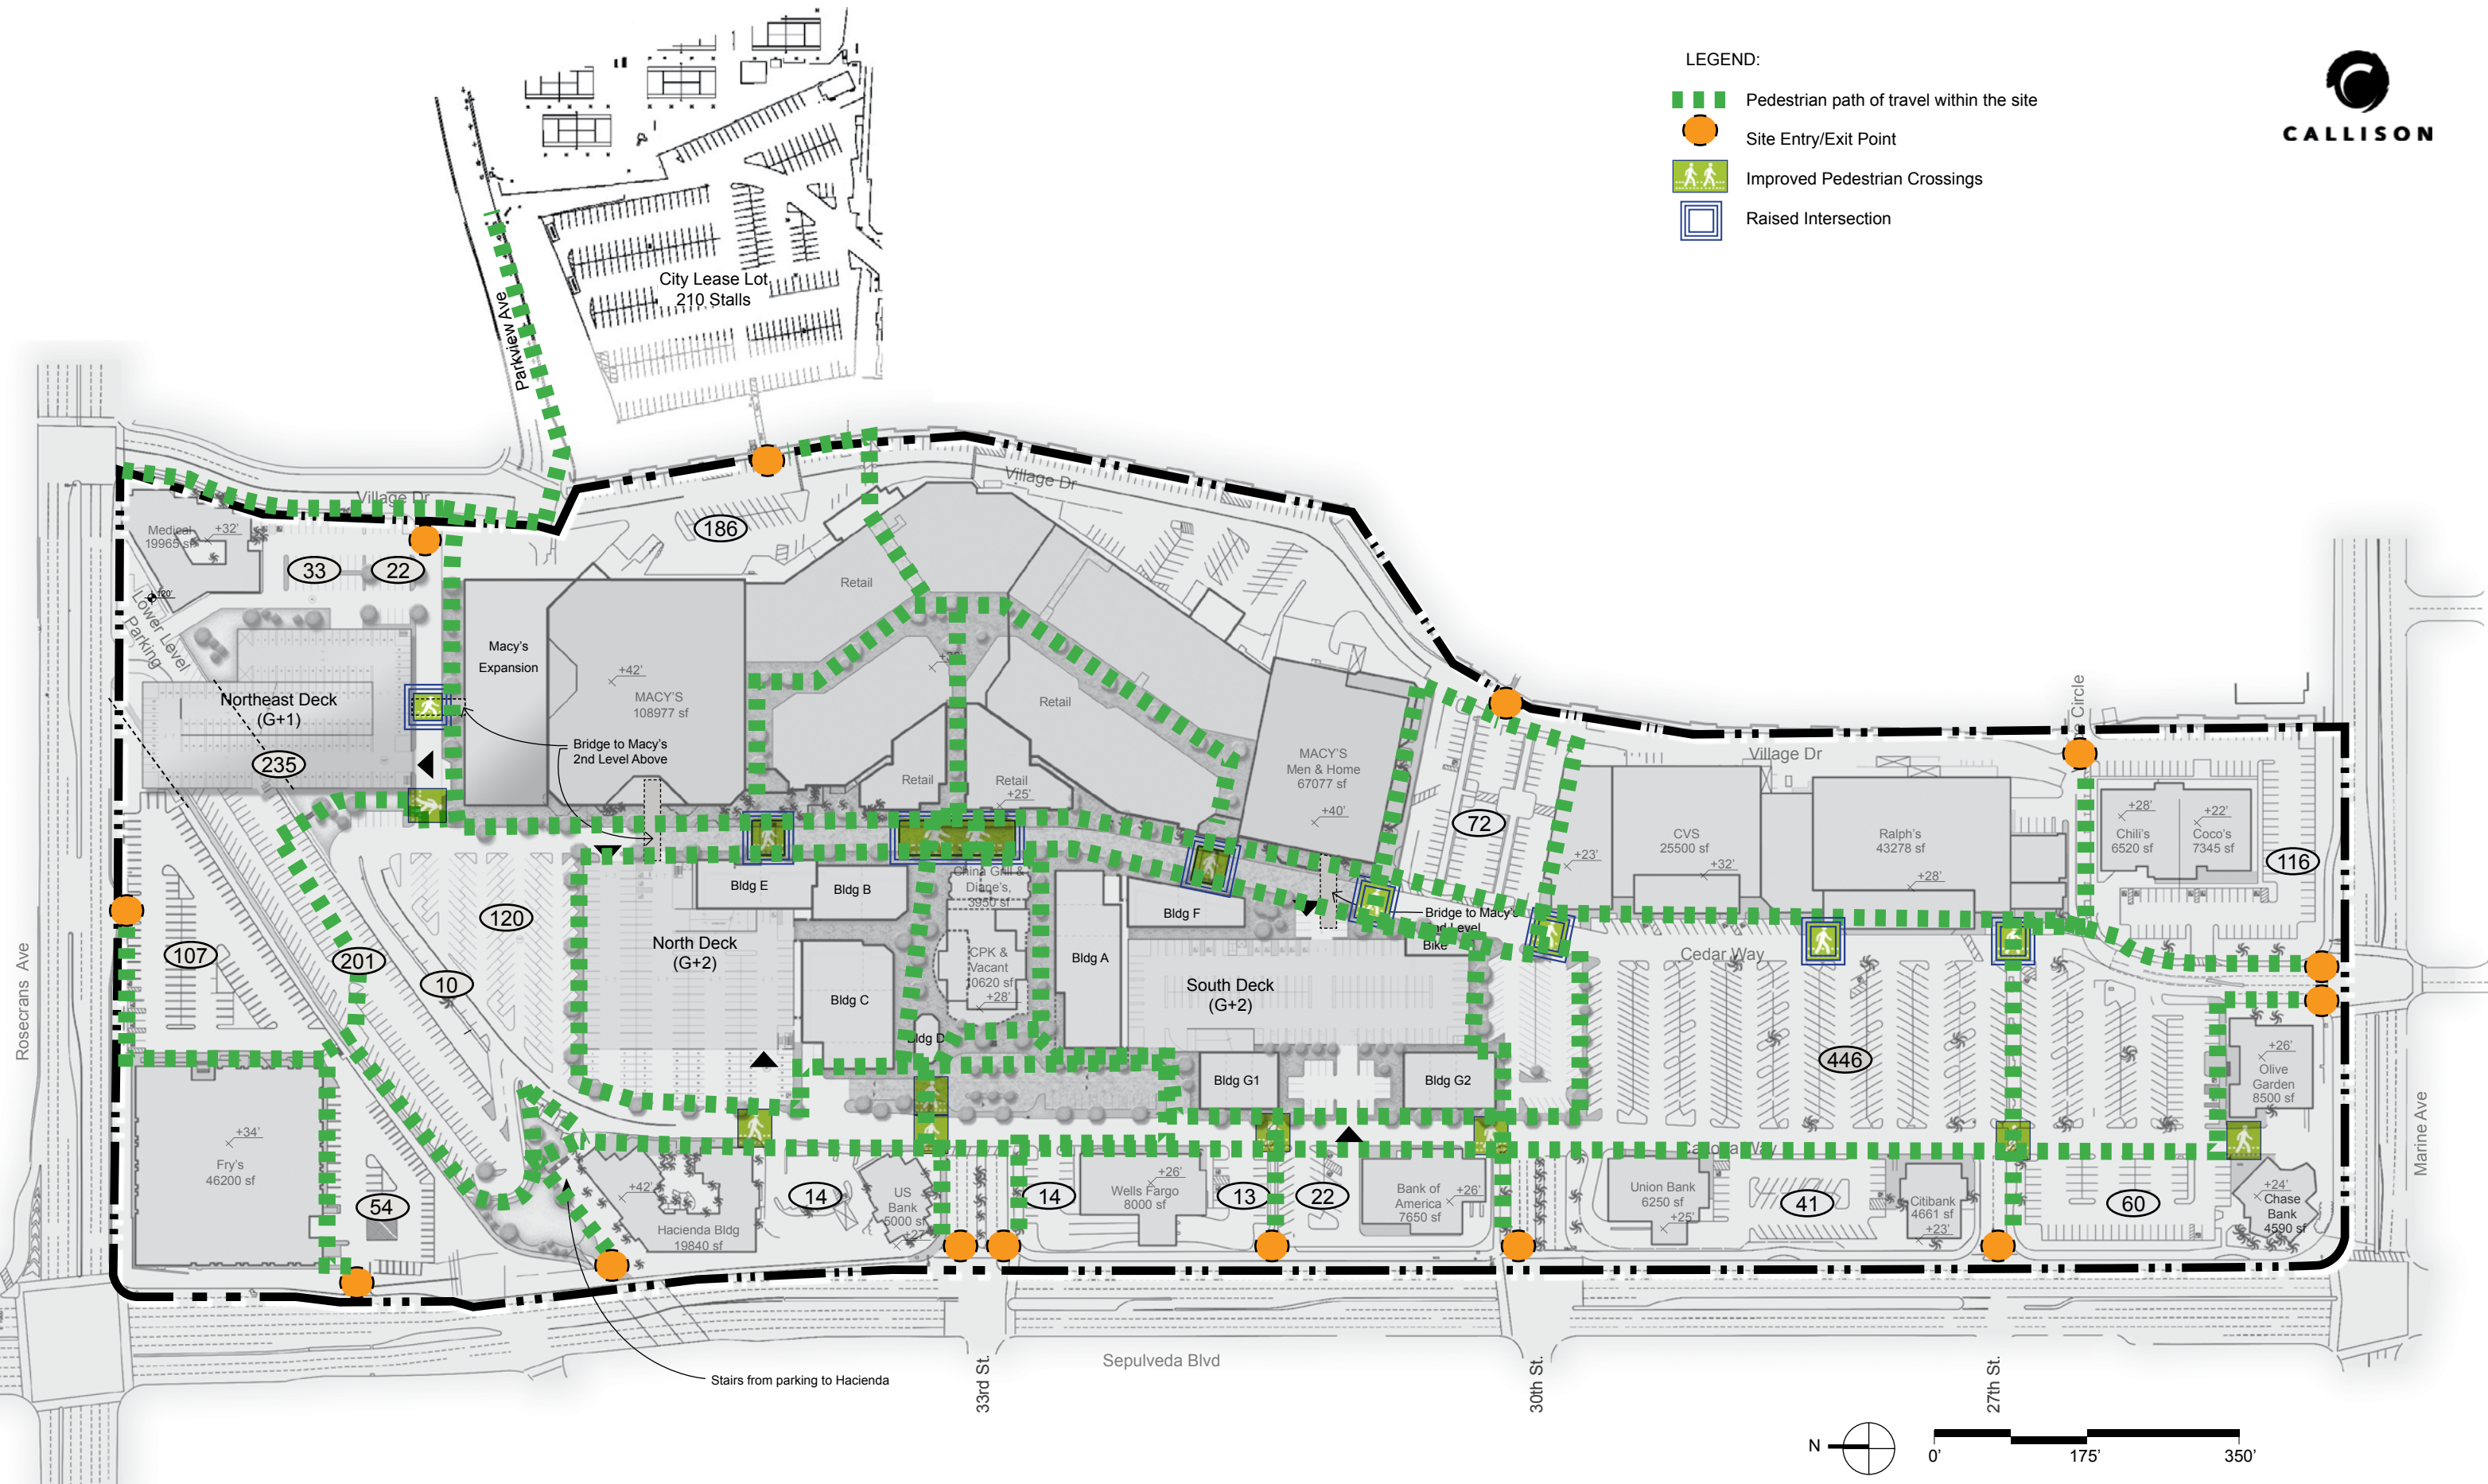 LEGEND:
Pedestrian path of travel within the site
Site Entry/Exit Point
Improved Pedestrian Crossings
Raised Intersection
CALLISON
City Lease Lot
210 Stalls
Parkview Ave
Village Dr
Village Dr
Medical
19965 sf
+32'
33
22
186
Lower Level
Parking
Northeast Deck
(G+1)
235
Macy's
Expansion
+42'
MACY'S
108977 sf
Bridge to Macy's
2nd Level Above
Retail
Retail
Retail
Retail
+25'
MACY'S
Men & Home
67077 sf
+40'
72
Village Dr
Circle
+23'
CVS
25500 sf
+32'
Ralph's
43278 sf
+28'
+28'
Chili's
6520 sf
+22'
Coco's
7345 sf
116
Bldg E
Bldg B
China Grill &
Diane's,
3950 sf
Bldg F
Bridge to Macy's
Level
Bike
Cedar Way
120
North Deck
(G+2)
CPK &
Vacant
0620 sf
+28'
Bldg A
South Deck
(G+2)
107
201
10
Bldg C
Bldg D
Bldg G1
Bldg G2
446
+26'
Olive
Garden
8500 sf
Rosecrans Ave
Marine Ave
+34'
Fry's
46200 sf
54
+42'
Hacienda Bldg
19840 sf
14
US
Bank
5000 sf
+27'
14
+26'
Wells Fargo
8000 sf
13
22
Bank of
America
7650 sf
+26'
Union Bank
6250 sf
+25'
41
Citibank
4661 sf
+23'
60
+24'
Chase
Bank
4590 sf
Stairs from parking to Hacienda
Sepulveda Blvd
33rd St.
30th St.
27th St.
N
0'
175'
350'